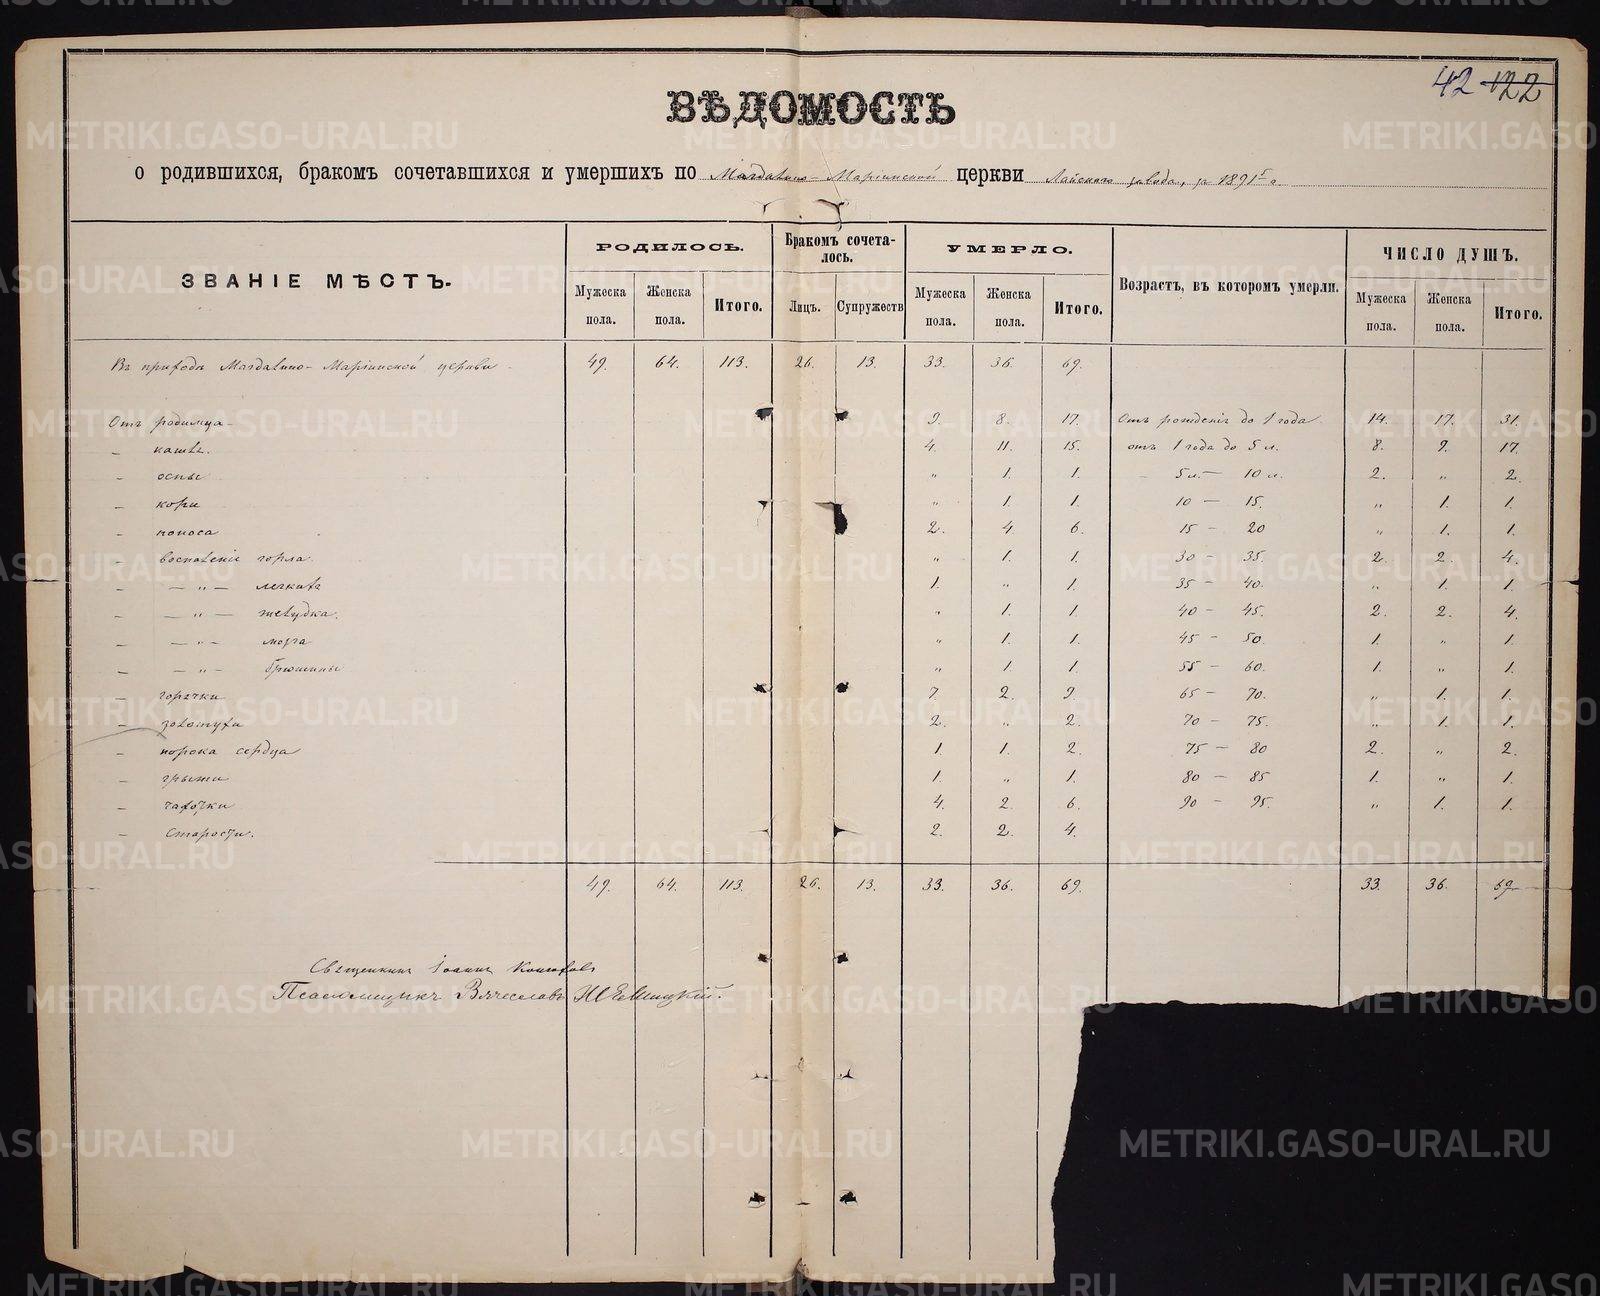 42 122
ВѢДОМОСТЬ
о родившихся, бракомъ сочетавшихся и умершихъ по Магдалино-Маріинской церкви Лайскаго завода, за 1891 г.
ЗВАНІЕ МѢСТЪ.
РОДИЛОСЬ. Бракомъ сочеталось. УМЕРЛО. Возрастъ, въ котором умерли. ЧИСЛО ДУШЪ.
Мужеска пола. Женска пола. Итого. Лицъ. Супружеств Мужеска пола. Женска пола. Итого. Мужеска пола. Женска пола. Итого.
Въ приходѣ Магдалино-Маріинской церкви 49. 64. 113. 26. 13. 33. 36. 69.
Отъ родимца 9. 8. 17. Отъ рожденія до 1 года 14. 17. 31.
– кашля. 4. 11. 15. отъ 1 года до 5 л. 8. 9. 17.
– оспы „ 1. 1. 5 л. – 10 л. 2. „ 2.
– кори „ 1. 1. 10 – 15. „ 1. 1.
– поноса 2. 4. 6. 15 – 20 „ 1. 1.
– воспаленіе горла „ 1. 1. 30 – 35. 2. 2. 4.
– – „ – легкихъ 1. „ 1. 35 – 40. „ 1. 1.
– – „ – желудка. „ 1. 1. 40 – 45. 2. 2. 4.
– – „ – мозга „ 1. 1. 45 – 50. 1. „ 1.
– – „ – брюшины „ 1. 1. 55 – 60. 1. „ 1.
– горячки 7. 2. 9. 65 – 70. „ 1. 1.
– золотухи 2. „ 2. 70 – 75. „ 1. 1.
– порока сердца 1. 1. 2. 75 – 80 2. „ 2.
– грыжи 1. „ 1. 80 – 85 1. „ 1.
– чахотки 4. 2. 6. 90 – 95. „ 1. 1.
– Старости. 2. 2. 4.
49. 64. 113. 26. 13. 33. 36. 69. 33. 36. 69.
Священникъ Іоаннъ
Псаломщикъ Вячеславъ
METRIKI.GASO-URAL.RU